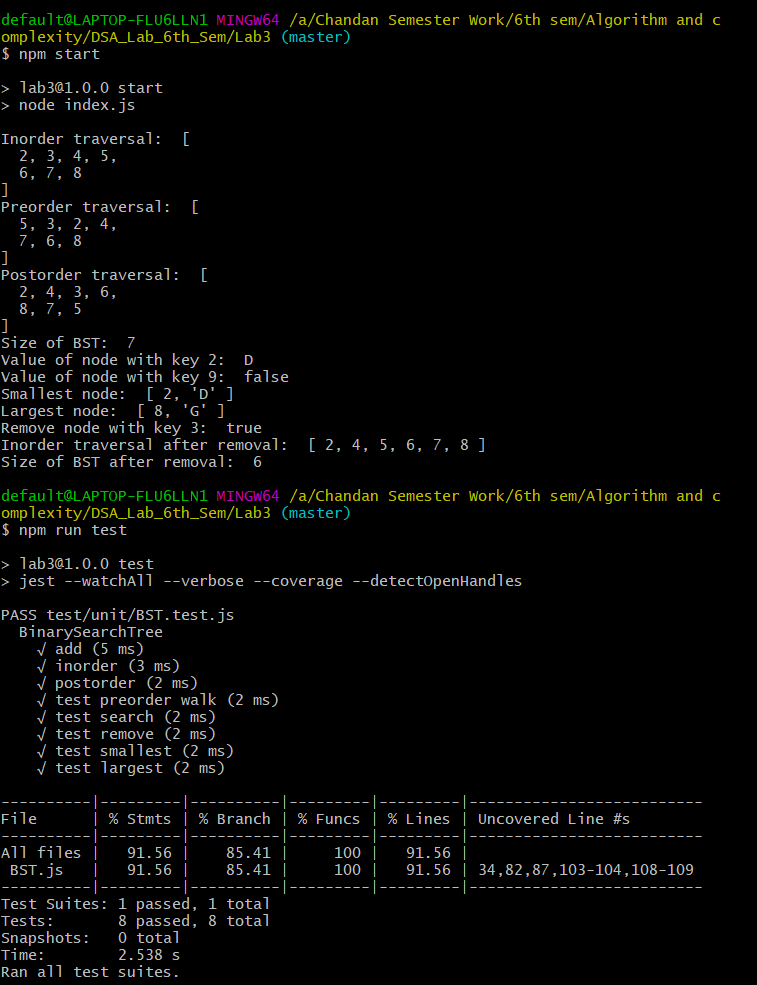 default@LAPTOP-FLU6LLN1 MINGW64 /a/Chandan Semester Work/6th sem/Algorithm and c
omplexity/DSA_Lab_6th_Sem/Lab3 (master)
$ npm start

> lab3@1.0.0 start
> node index.js

Inorder traversal:  [
  2, 3, 4, 5,
  6, 7, 8
]
Preorder traversal:  [
  5, 3, 2, 4,
  7, 6, 8
]
Postorder traversal:  [
  2, 4, 3, 6,
  8, 7, 5
]
Size of BST:  7
Value of node with key 2:  D
Value of node with key 9:  false
Smallest node:  [ 2, 'D' ]
Largest node:  [ 8, 'G' ]
Remove node with key 3:  true
Inorder traversal after removal:  [ 2, 4, 5, 6, 7, 8 ]
Size of BST after removal:  6

default@LAPTOP-FLU6LLN1 MINGW64 /a/Chandan Semester Work/6th sem/Algorithm and c
omplexity/DSA_Lab_6th_Sem/Lab3 (master)
$ npm run test

> lab3@1.0.0 test
> jest --watchAll --verbose --coverage --detectOpenHandles

PASS test/unit/BST.test.js
  BinarySearchTree
    √ add (5 ms)
    √ inorder (3 ms)
    √ postorder (2 ms)
    √ test preorder walk (2 ms)
    √ test search (2 ms)
    √ test remove (2 ms)
    √ test smallest (2 ms)
    √ test largest (2 ms)

----------|---------|----------|---------|---------|--------------------------
File      | % Stmts | % Branch | % Funcs | % Lines | Uncovered Line #s
----------|---------|----------|---------|---------|--------------------------
All files |   91.56 |    85.41 |     100 |   91.56 |
 BST.js   |   91.56 |    85.41 |     100 |   91.56 | 34,82,87,103-104,108-109
----------|---------|----------|---------|---------|--------------------------
Test Suites: 1 passed, 1 total
Tests:       8 passed, 8 total
Snapshots:   0 total
Time:        2.538 s
Ran all test suites.